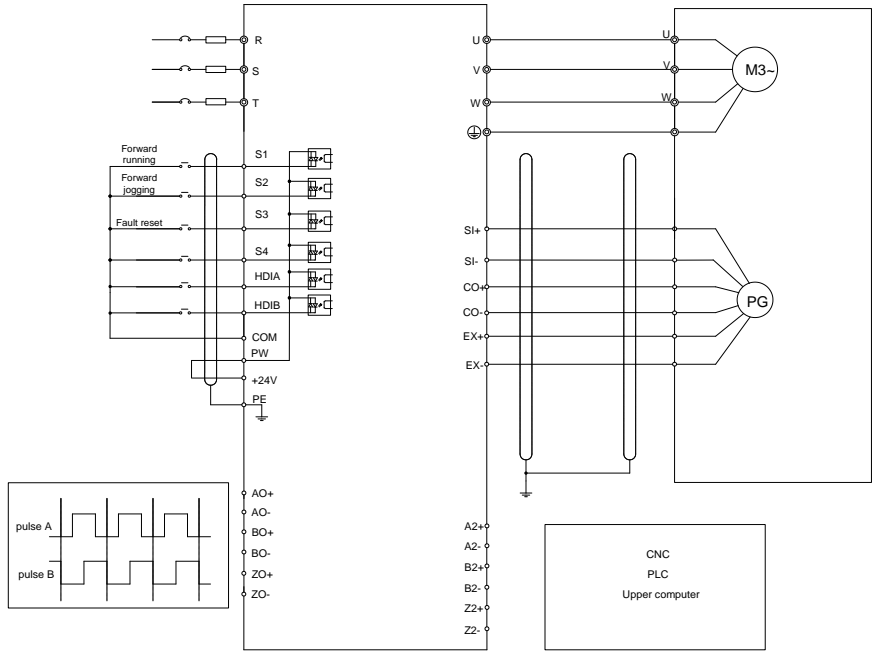 R
S
T
U
V
W
U
V
W
M3~
Forward
running
S1
Forward
jogging
S2
Fault reset
S3
S4
HDIA
HDIB
COM
PW
+24V
PE
SI+
SI-
CO+
CO-
EX+
EX-
PG
pulse A
pulse B
AO+
AO-
BO+
BO-
ZO+
ZO-
A2+
A2-
B2+
B2-
Z2+
Z2-
CNC
PLC
Upper computer